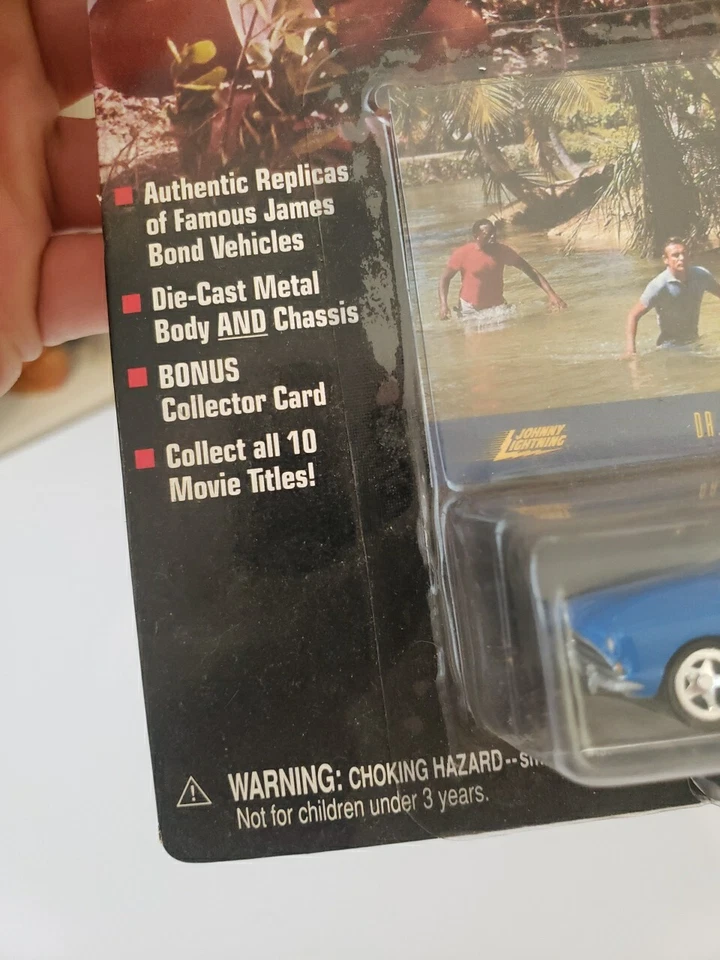 Authentic Replicas
of Famous James
Bond Vehicles
Die-Cast Metal
Body AND Chassis
BONUS
Collector Card
Collect all 10
Movie Titles!
JOHNNY
LIGHTNING
WARNING: CHOKING HAZARD--
Not for children under 3 years.